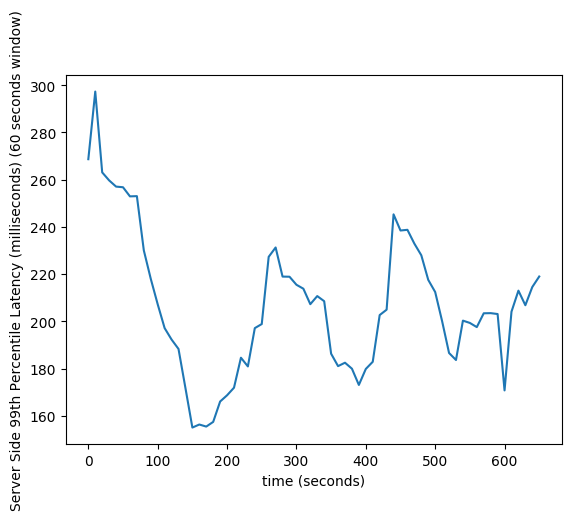 Server Side 99th Percentile Latency (milliseconds) (60 seconds window)
300
280
260
240
220
200
180
160
0 100 200 300 400 500 600
time (seconds)